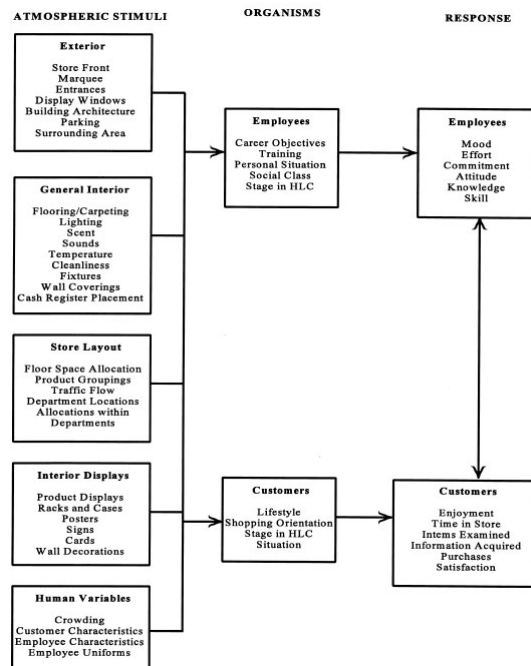 ATMOSPHERIC STIMULI
ORGANISMS
RESPONSE
Exterior
Store Front
Marquee
Entrances
Display Windows
Building Architecture
Parking
Surrounding Area
General Interior
Flooring/Carpeting
Lighting
Scent
Sounds
Temperature
Cleanliness
Fixtures
Wall Coverings
Cash Register Placement
Store Layout
Floor Space Allocation
Product Groupings
Traffic Flow
Department Locations
Allocations within
Departments
Interior Displays
Product Displays
Racks and Cases
Posters
Signs
Cards
Wall Decorations
Human Variables
Crowding
Customer Characteristics
Employee Characteristics
Employee Uniforms
Employees
Career Objectives
Training
Personal Situation
Social Class
Stage in HLC
Customers
Lifestyle
Shopping Orientation
Stage in HLC
Situation
Employees
Mood
Effort
Commitment
Attitude
Knowledge
Skill
Customers
Enjoyment
Time in Store
Intems Examined
Information Acquired
Purchases
Satisfaction